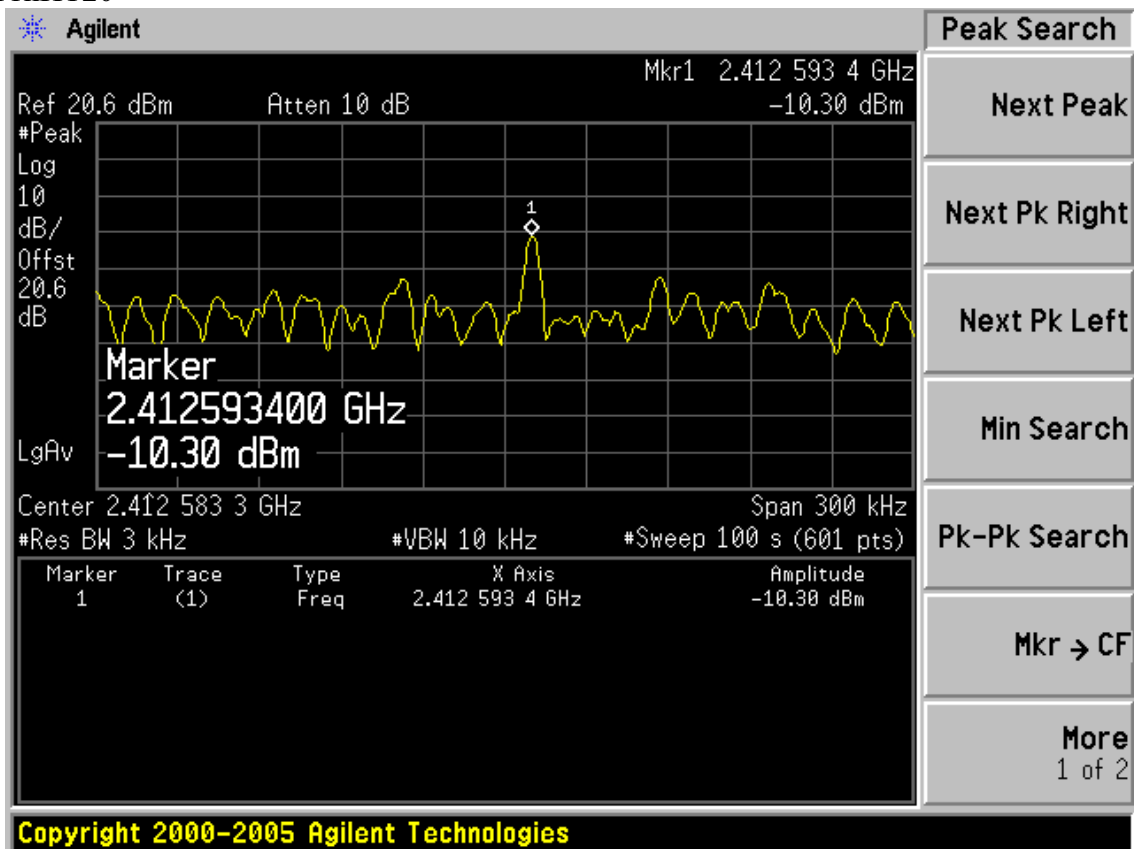 Agilent
Peak Search
Mkr1 2.412 593 4 GHz
Ref 20.6 dBm Atten 10 dB -10.30 dBm
#Peak
Log
10
dB/
Offst
20.6
dB
1
Marker
2.412593400 GHz
-10.30 dBm
LgAv
Center 2.412 583 3 GHz Span 300 kHz
#Res BW 3 kHz #VBW 10 kHz #Sweep 100 s (601 pts)
Marker Trace Type X Axis Amplitude
1 (1) Freq 2.412 593 4 GHz -10.30 dBm
Next Peak
Next Pk Right
Next Pk Left
Min Search
Pk-Pk Search
Mkr → CF
More
1 of 2
Copyright 2000-2005 Agilent Technologies